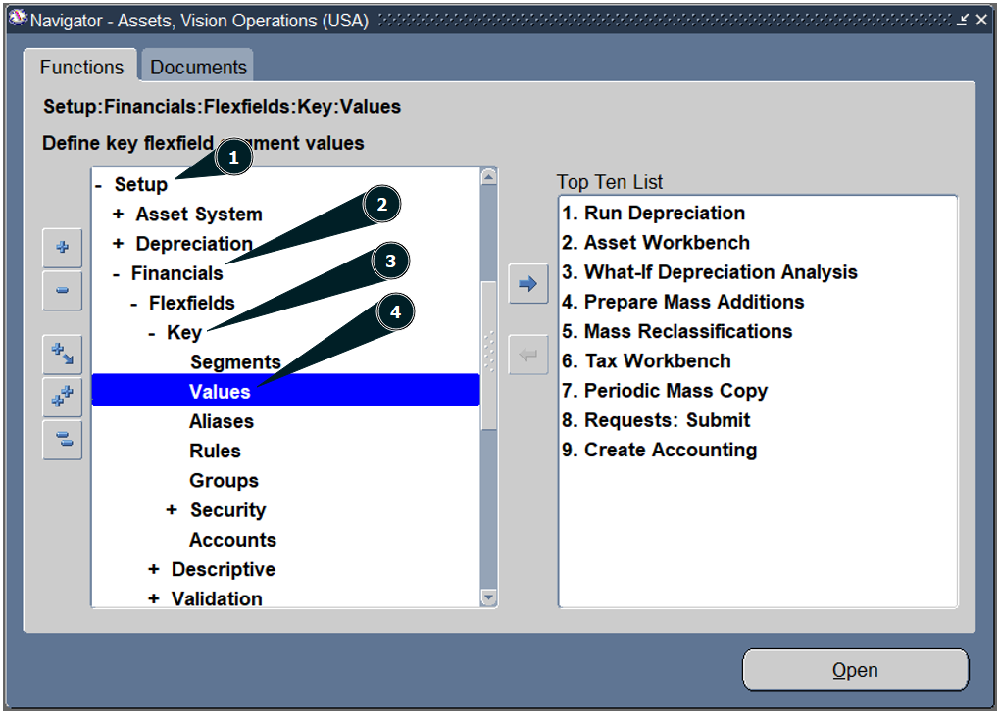 Navigator - Assets, Vision Operations (USA)
Functions
Documents
Setup:Financials:Flexfields:Key:Values
Define key flexfield gment values
1
- Setup
2
+ Asset System
+ Depreciation
3
- Financials
- Flexfields
4
- Key
Segments
Values
Aliases
Rules
Groups
+ Security
Accounts
+ Descriptive
+ Validation
Top Ten List
1. Run Depreciation
2. Asset Workbench
3. What-If Depreciation Analysis
4. Prepare Mass Additions
5. Mass Reclassifications
6. Tax Workbench
7. Periodic Mass Copy
8. Requests: Submit
9. Create Accounting
Open